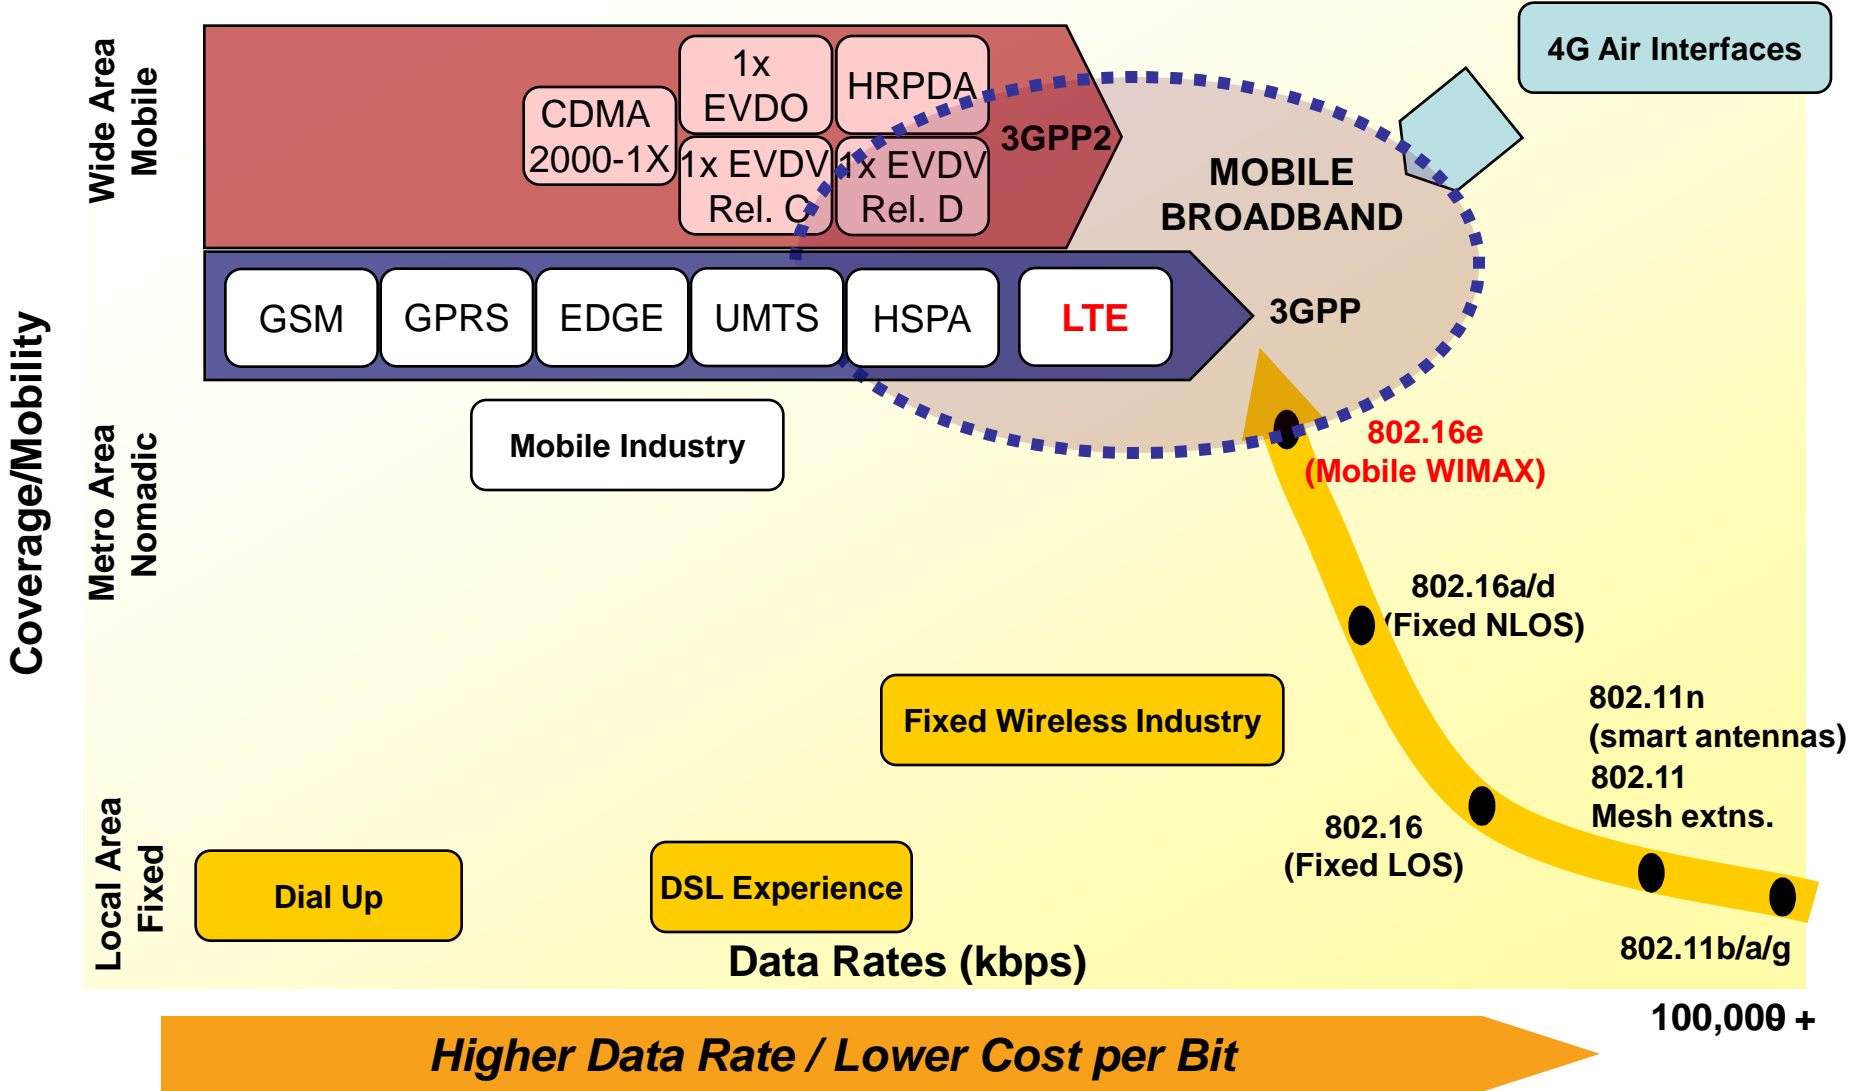 4G Air Interfaces
Wide Area
Mobile
1x
EVDO
HRPDA
CDMA
2000-1X
3GPP2
1x EVDV
Rel. C
1x EVDV
Rel. D
MOBILE
BROADBAND
GSM
GPRS
EDGE
UMTS
HSPA
LTE
3GPP
Coverage/Mobility
Metro Area
Nomadic
Mobile Industry
802.16e
(Mobile WIMAX)
802.16a/d
(Fixed NLOS)
Fixed Wireless Industry
802.11n
(smart antennas)
802.11
Mesh extns.
802.16
(Fixed LOS)
Local Area
Fixed
Dial Up
DSL Experience
802.11b/a/g
Data Rates (kbps)
100,000 +
Higher Data Rate / Lower Cost per Bit